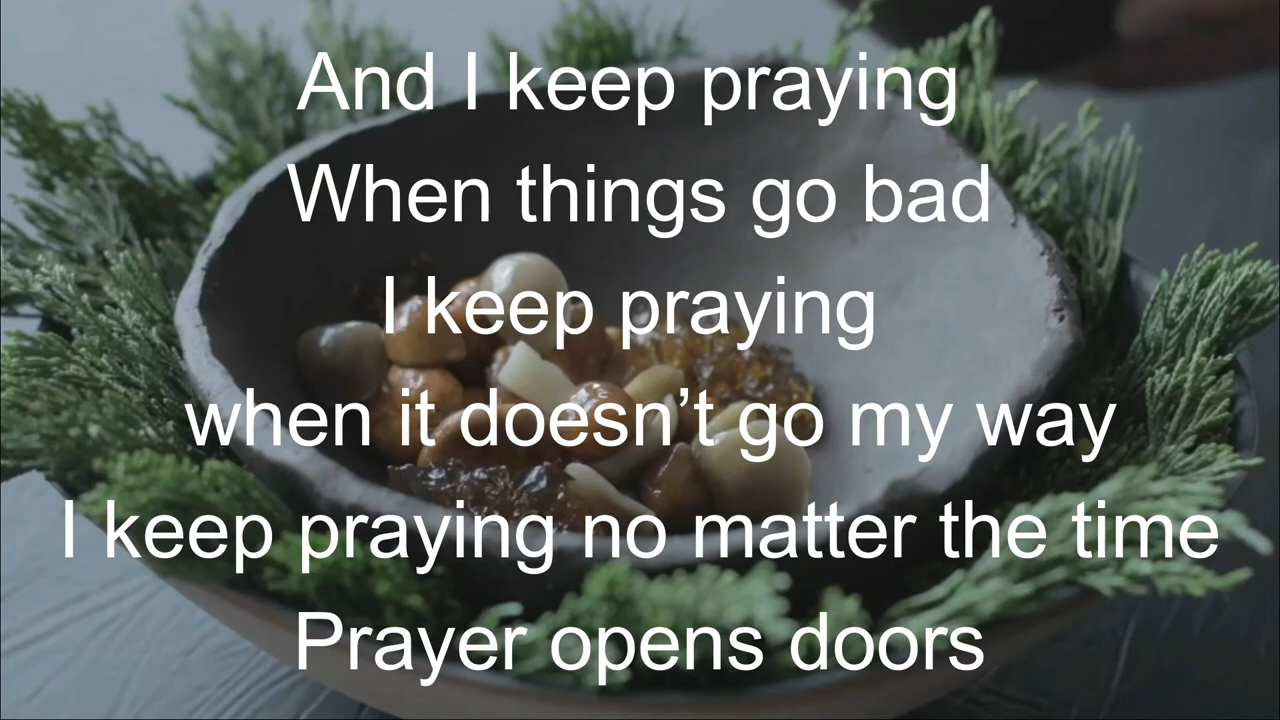 And I keep praying
When things go bad
I keep praying
when it doesn’t go my way
I keep praying no matter the time
Prayer opens doors